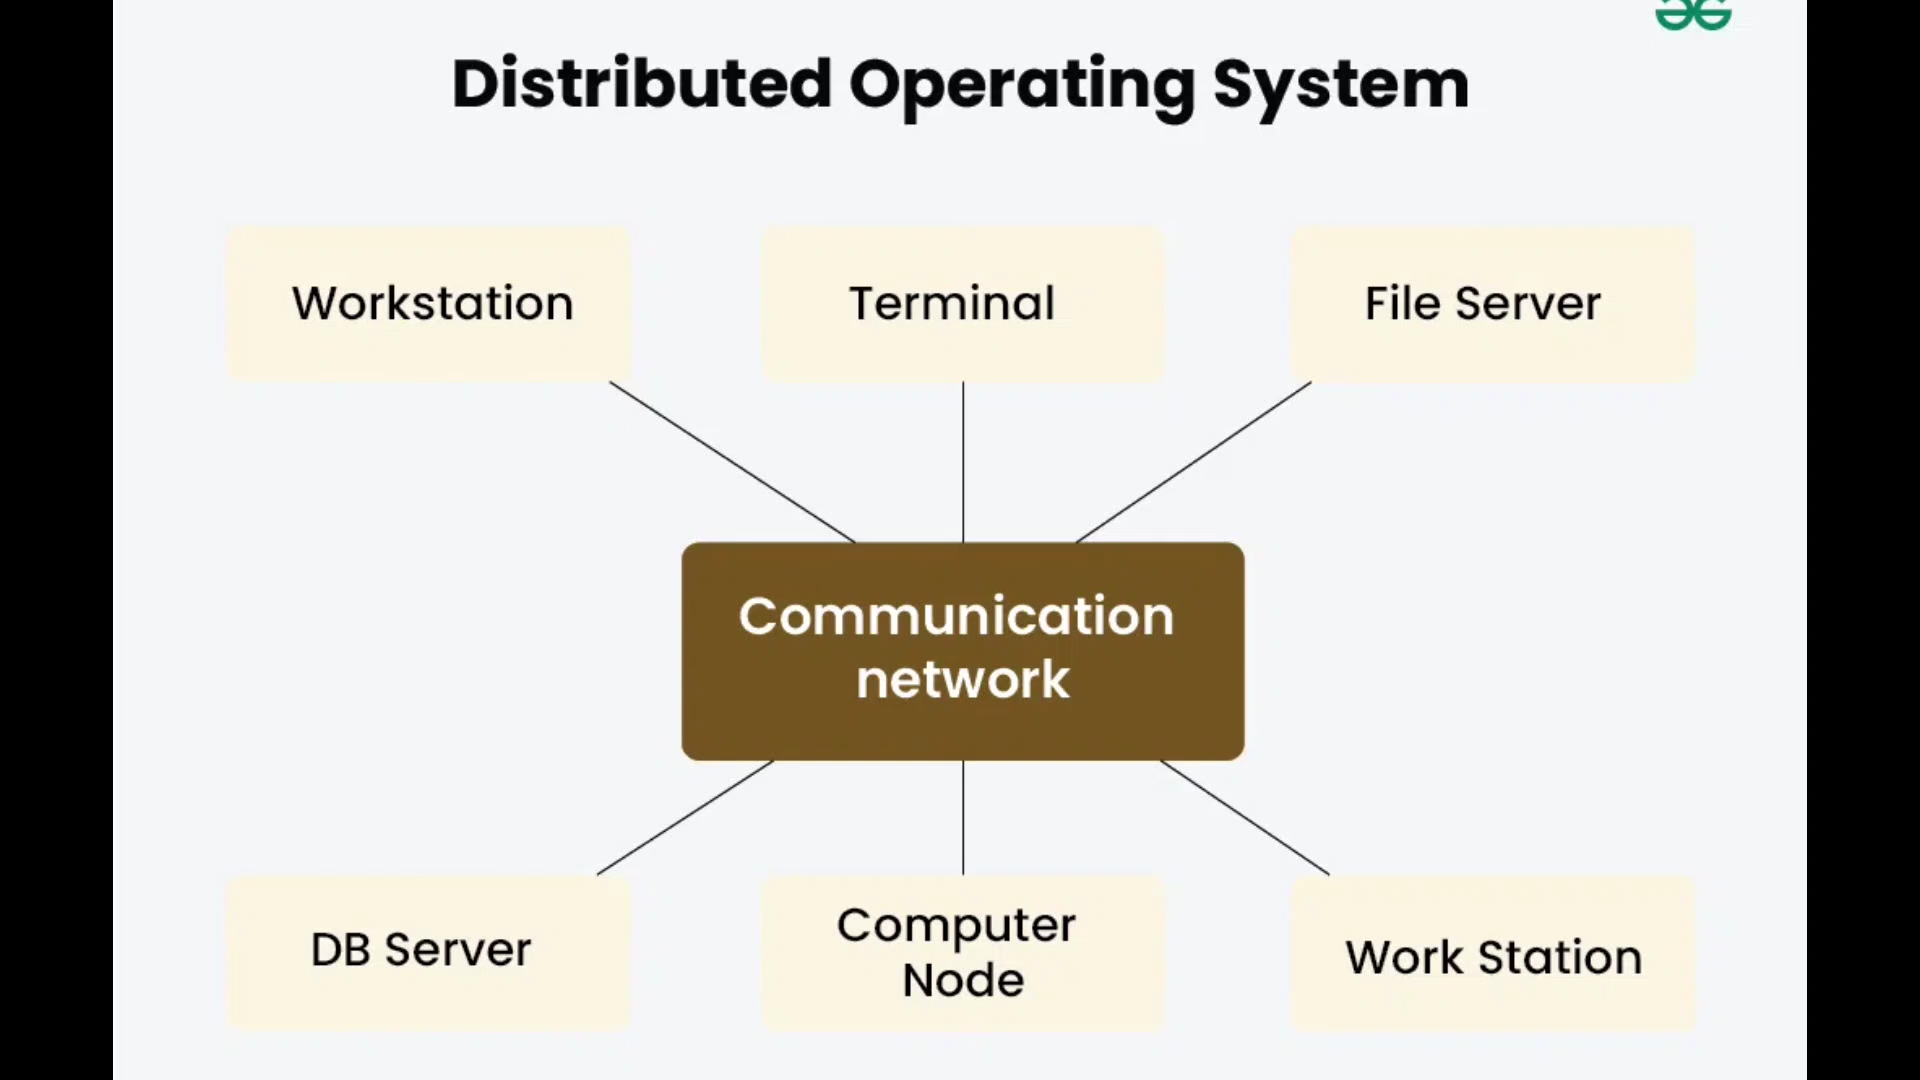 Distributed Operating System
Workstation
Terminal
File Server
Communication
network
DB Server
Computer
Node
Work Station